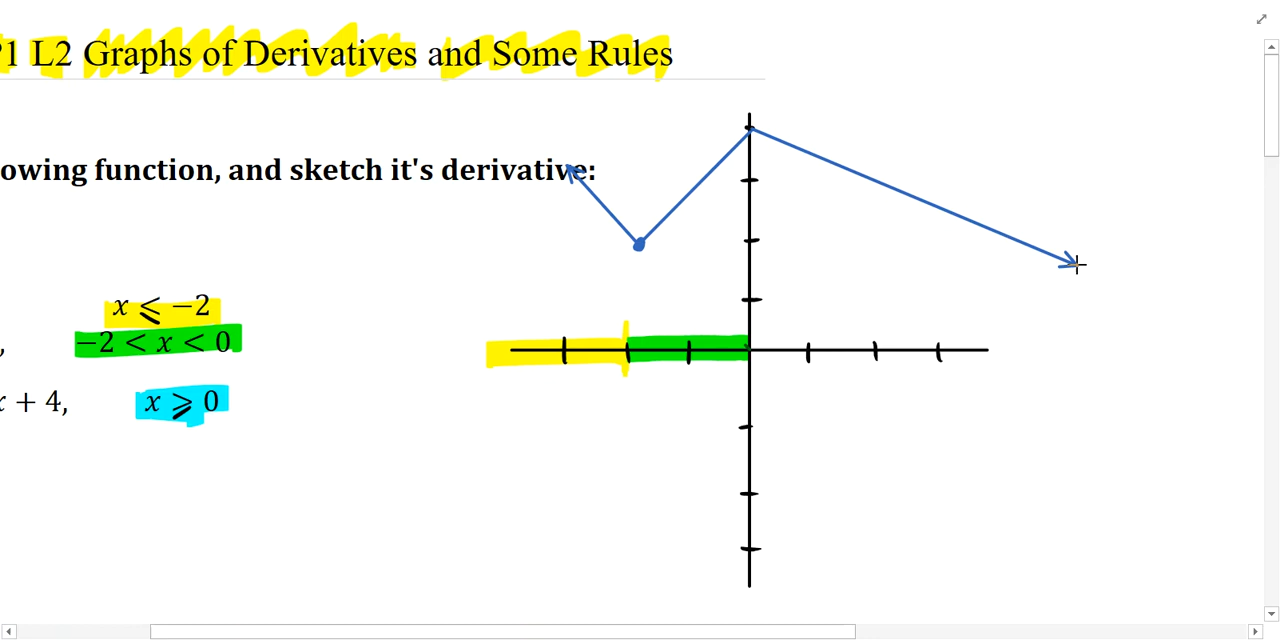 1 L2 Graphs of Derivatives and Some Rules
owing function, and sketch it's derivative:
x ⩽ −2
, −2 < x < 0
x + 4, x ⩾ 0